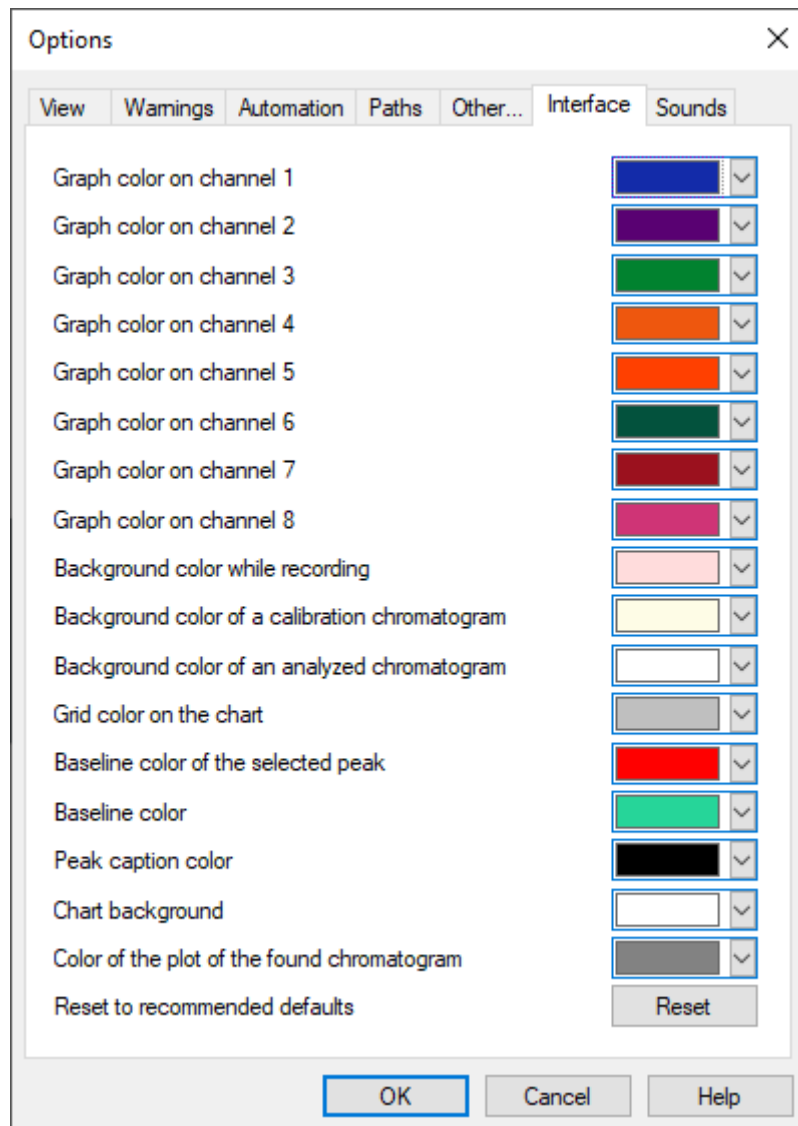 Options
View Warnings Automation Paths Other... Interface Sounds
Graph color on channel 1
Graph color on channel 2
Graph color on channel 3
Graph color on channel 4
Graph color on channel 5
Graph color on channel 6
Graph color on channel 7
Graph color on channel 8
Background color while recording
Background color of a calibration chromatogram
Background color of an analyzed chromatogram
Grid color on the chart
Baseline color of the selected peak
Baseline color
Peak caption color
Chart background
Color of the plot of the found chromatogram
Reset to recommended defaults Reset
OK Cancel Help